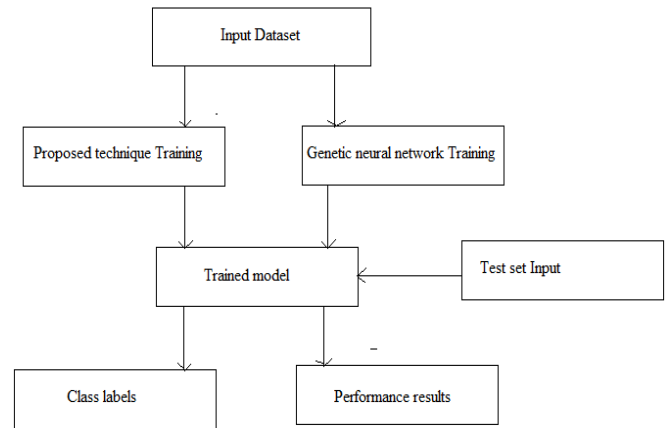 Input Dataset
Proposed technique Training
Genetic neural network Training
Trained model
Test set Input
Class labels
Performance results